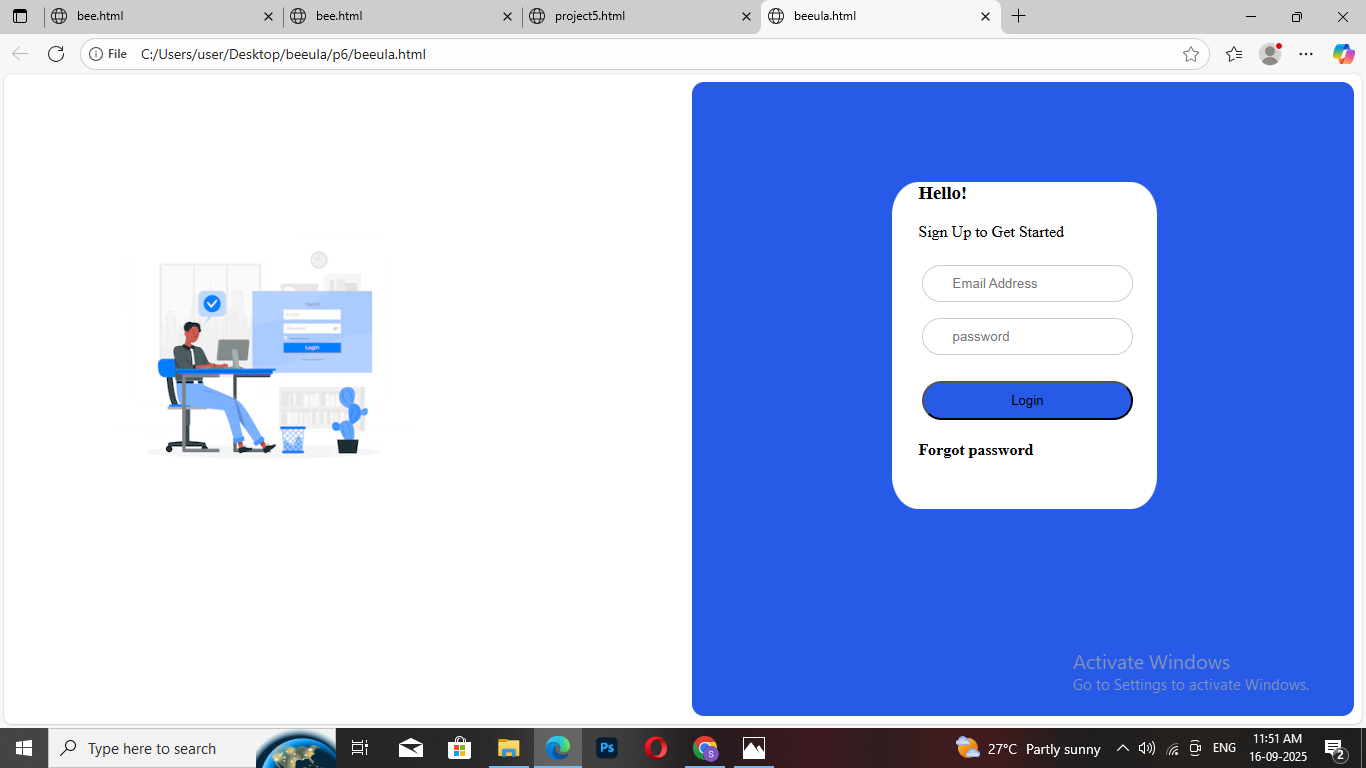 bee.html
bee.html
project5.html
beeula.html
File C:/Users/user/Desktop/beeula/p6/beeula.html
Hello!
Sign Up to Get Started
Email Address
password
Login
Forgot password
Login
Activate Windows
Go to Settings to activate Windows.
Type here to search
Ps
S
27°C Partly sunny
ENG
11:51 AM
16-09-2025
2